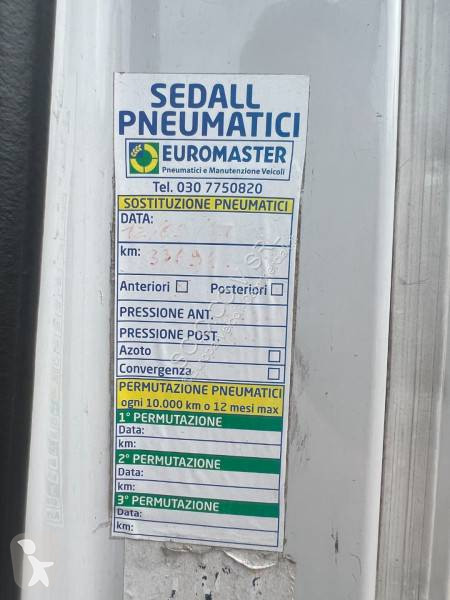 SEDALL
PNEUMATICI
EUROMASTER
Pneumatici e Manutenzione Veicoli
Tel. 030 7750820
SOSTITUZIONE PNEUMATICI
DATA:
km:
Anteriori Posteriori
PRESSIONE ANT.
PRESSIONE POST.
Azoto
Convergenza
PERMUTAZIONE PNEUMATICI
ogni 10.000 km o 12 mesi max
1° PERMUTAZIONE
Data:
km:
2° PERMUTAZIONE
Data:
km:
3° PERMUTAZIONE
Data:
km: